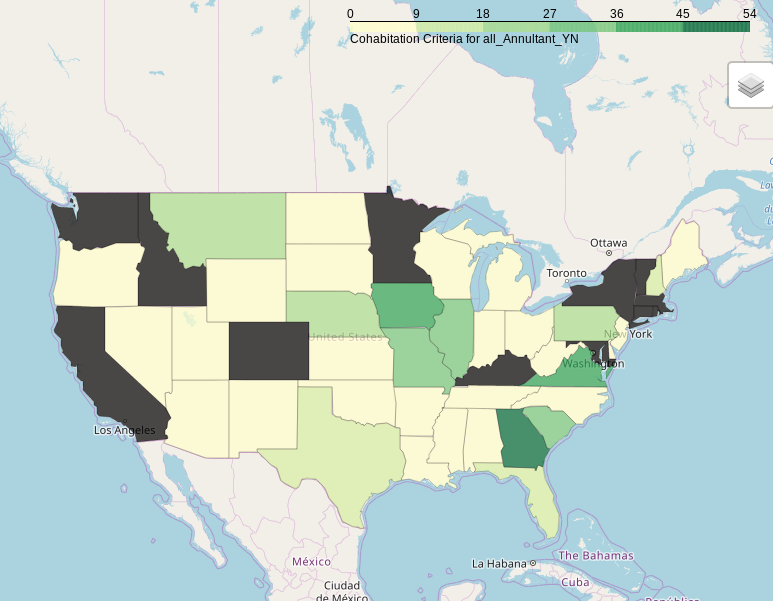 0 9 18 27 36 45 54
Cohabitation Criteria for all_Annultant_YN
Ottawa
Toronto
United States
New York
Washington
Los Angeles
La Habana
The Bahamas
México
Cuba
Ciudad
de México